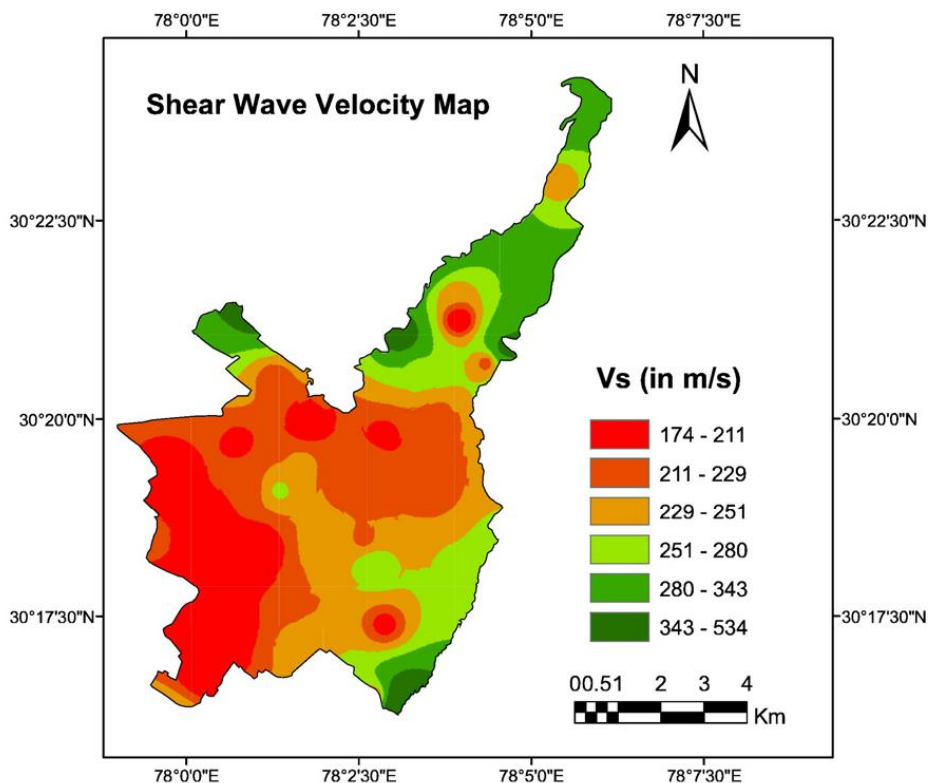 78°0'0"E 78°2'30"E 78°5'0"E 78°7'30"E
Shear Wave Velocity Map
N
30°22'30"N 30°22'30"N
Vs (in m/s)
30°20'0"N 30°20'0"N
174 - 211
211 - 229
229 - 251
251 - 280
280 - 343
30°17'30"N 30°17'30"N
343 - 534
00.51 2 3 4
Km
78°0'0"E 78°2'30"E 78°5'0"E 78°7'30"E